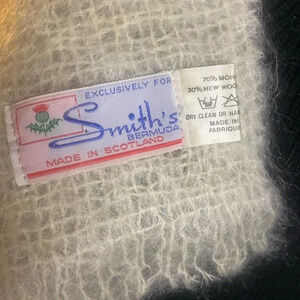 EXCLUSIVELY FOR
Smith's
BERMUDA
MADE IN SCOTLAND
70% MOH
30% NEW WOO
DRY CLEAN OR HA
MADE IN
FABRIQU